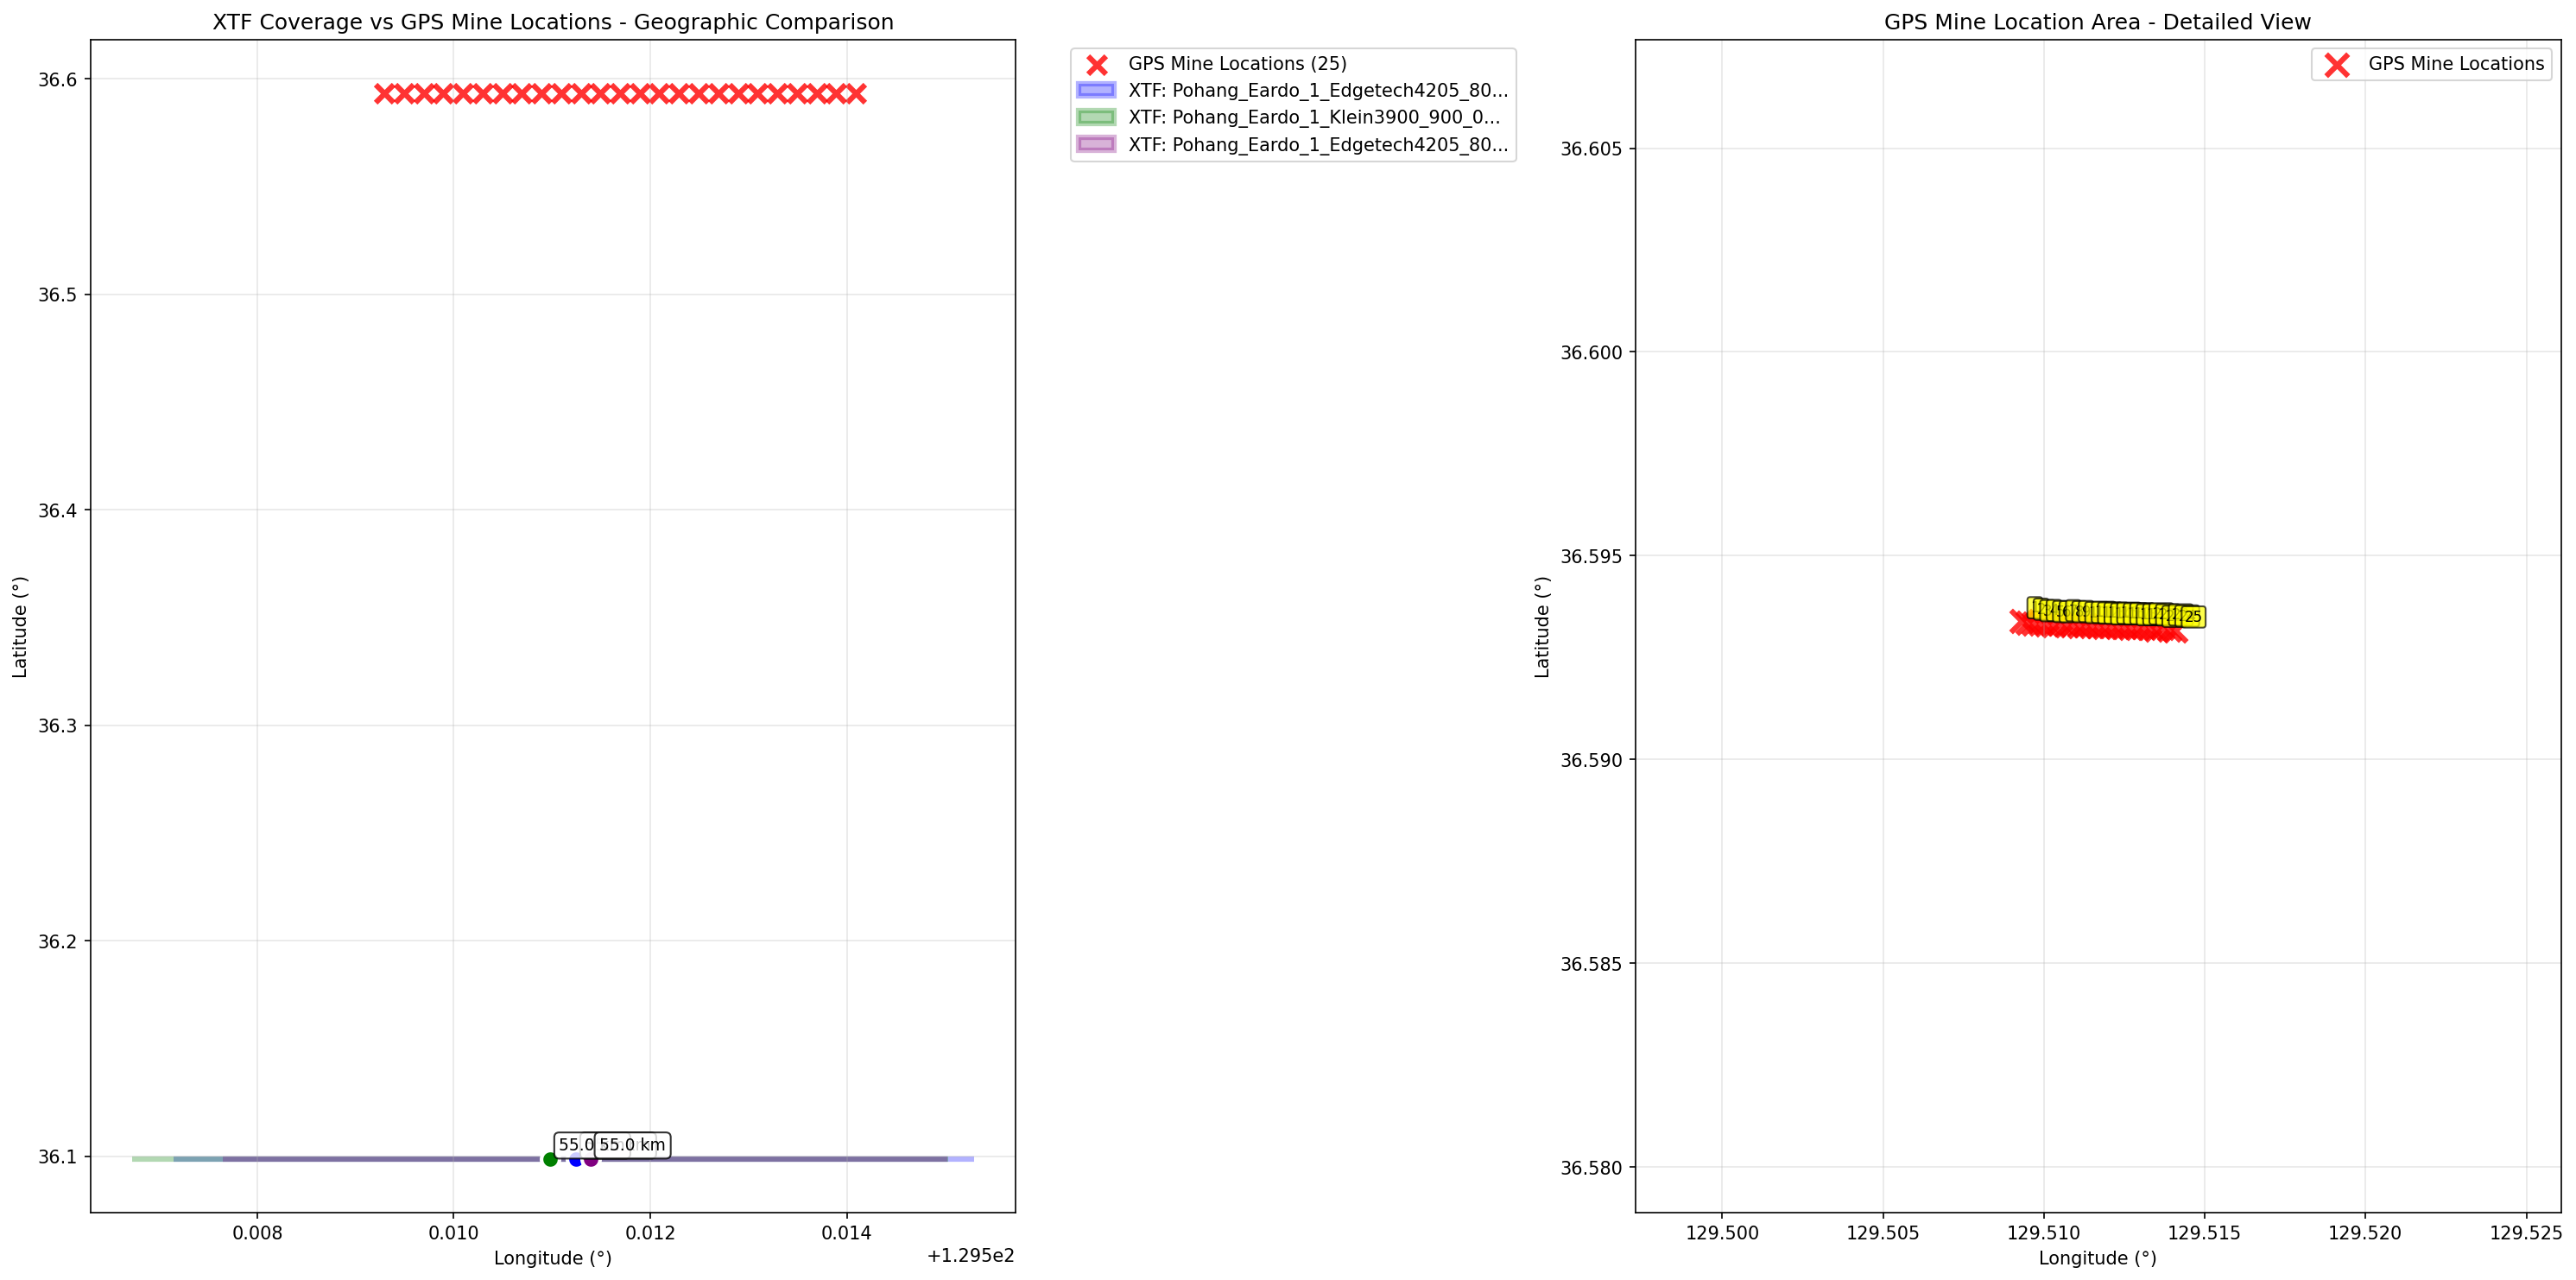 XTF Coverage vs GPS Mine Locations - Geographic Comparison
36.6
36.5
36.4
36.3
36.2
36.1
Latitude (°)
55.0
55.0 km
0.008
0.010
0.012
0.014
Longitude (°)
+1.295e2
GPS Mine Locations (25)
XTF: Pohang_Eardo_1_Edgetech4205_80...
XTF: Pohang_Eardo_1_Klein3900_900_0...
XTF: Pohang_Eardo_1_Edgetech4205_80...
GPS Mine Location Area - Detailed View
GPS Mine Locations
36.605
36.600
36.595
36.590
36.585
36.580
Latitude (°)
25
129.500
129.505
129.510
129.515
129.520
129.525
Longitude (°)